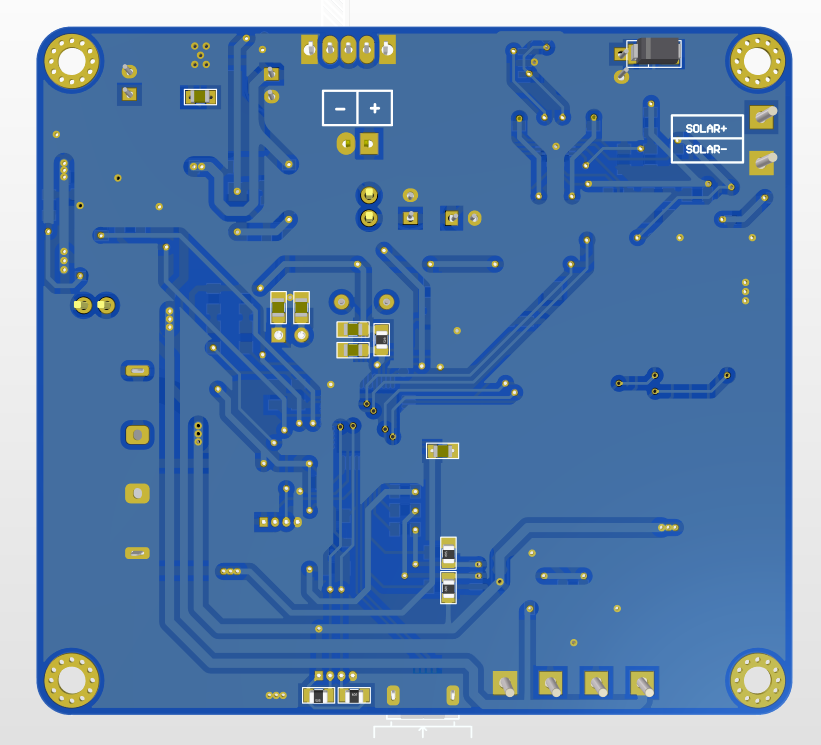 - +
SOLAR+
SOLAR-